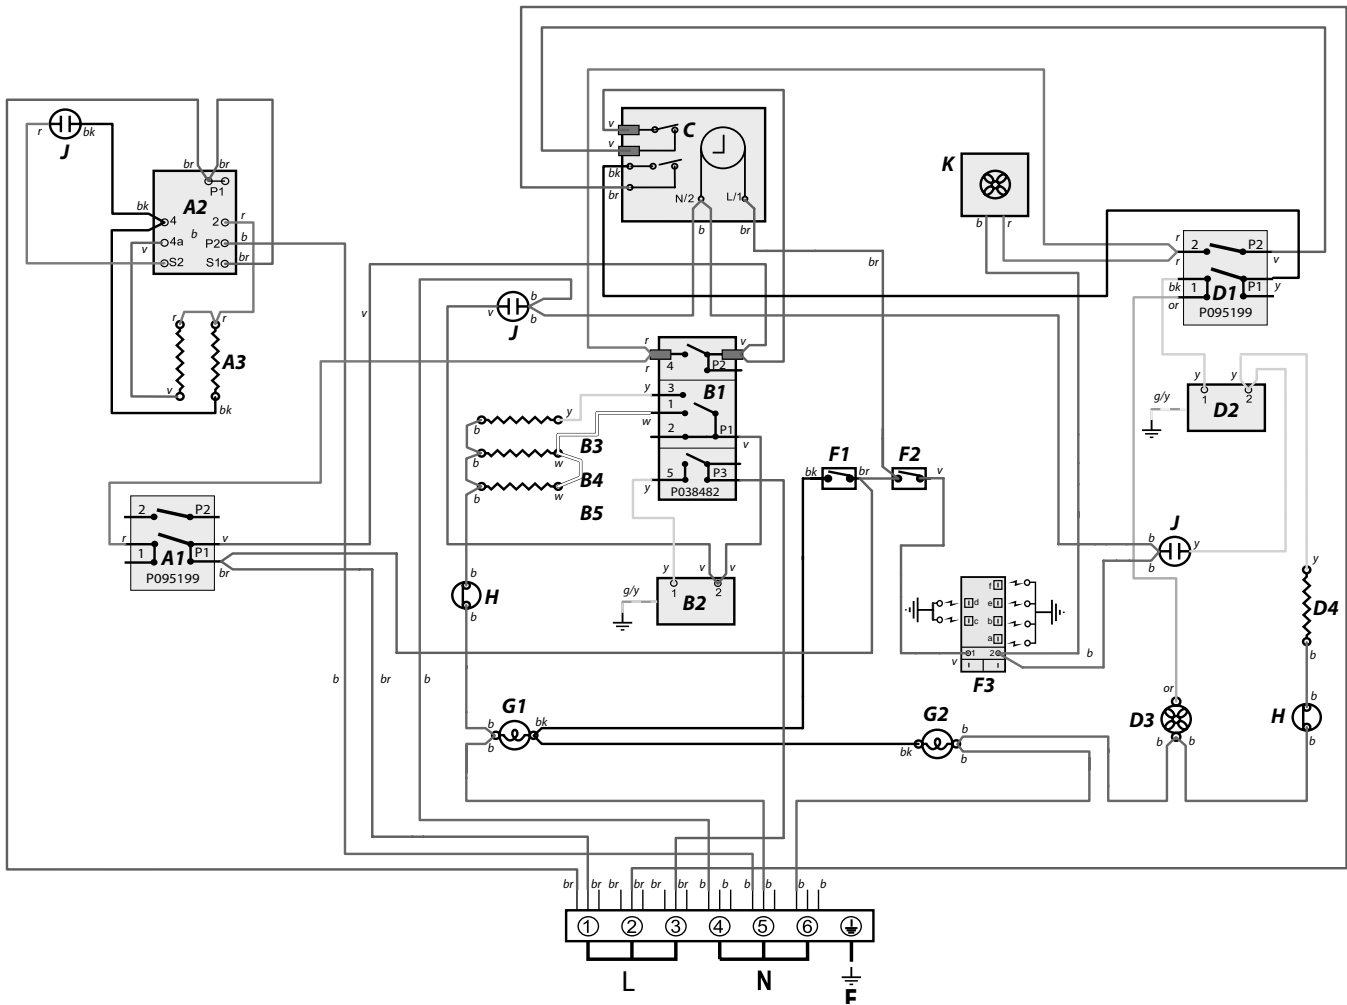 r
bk
J
br
br
P1
A2
bk
4
2
r
b
4a
P2
b
v
S2
S1
br
r
r
A3
v
bk
v
v
v
C
bk
br
N/2
L/1
b
br
br
K
b
r
r
2
P2
r
v
bk
1
P1
y
or
D1
P095199
b
v
b
J
r
v
4
P2
r
y
3
B1
1
w
2
P1
v
5
P3
y
P038482
b
y
B3
b
w
B4
b
w
B5
y
y
1
2
g/y
D2
bk
F1
br
F2
v
2
P2
r
v
1
A1
P1
br
P095199
b
H
b
y
v
v
1
2
g/y
B2
J
b
y
b
f
d
e
c
b
a
1
2
v
b
F3
y
D4
b
b
br
b
G1
b
bk
b
G2
b
bk
b
or
D3
b
b
b
H
b
br
br
br
br
br
br
b
b
b
b
b
b
1
2
3
4
5
6
L
N
E